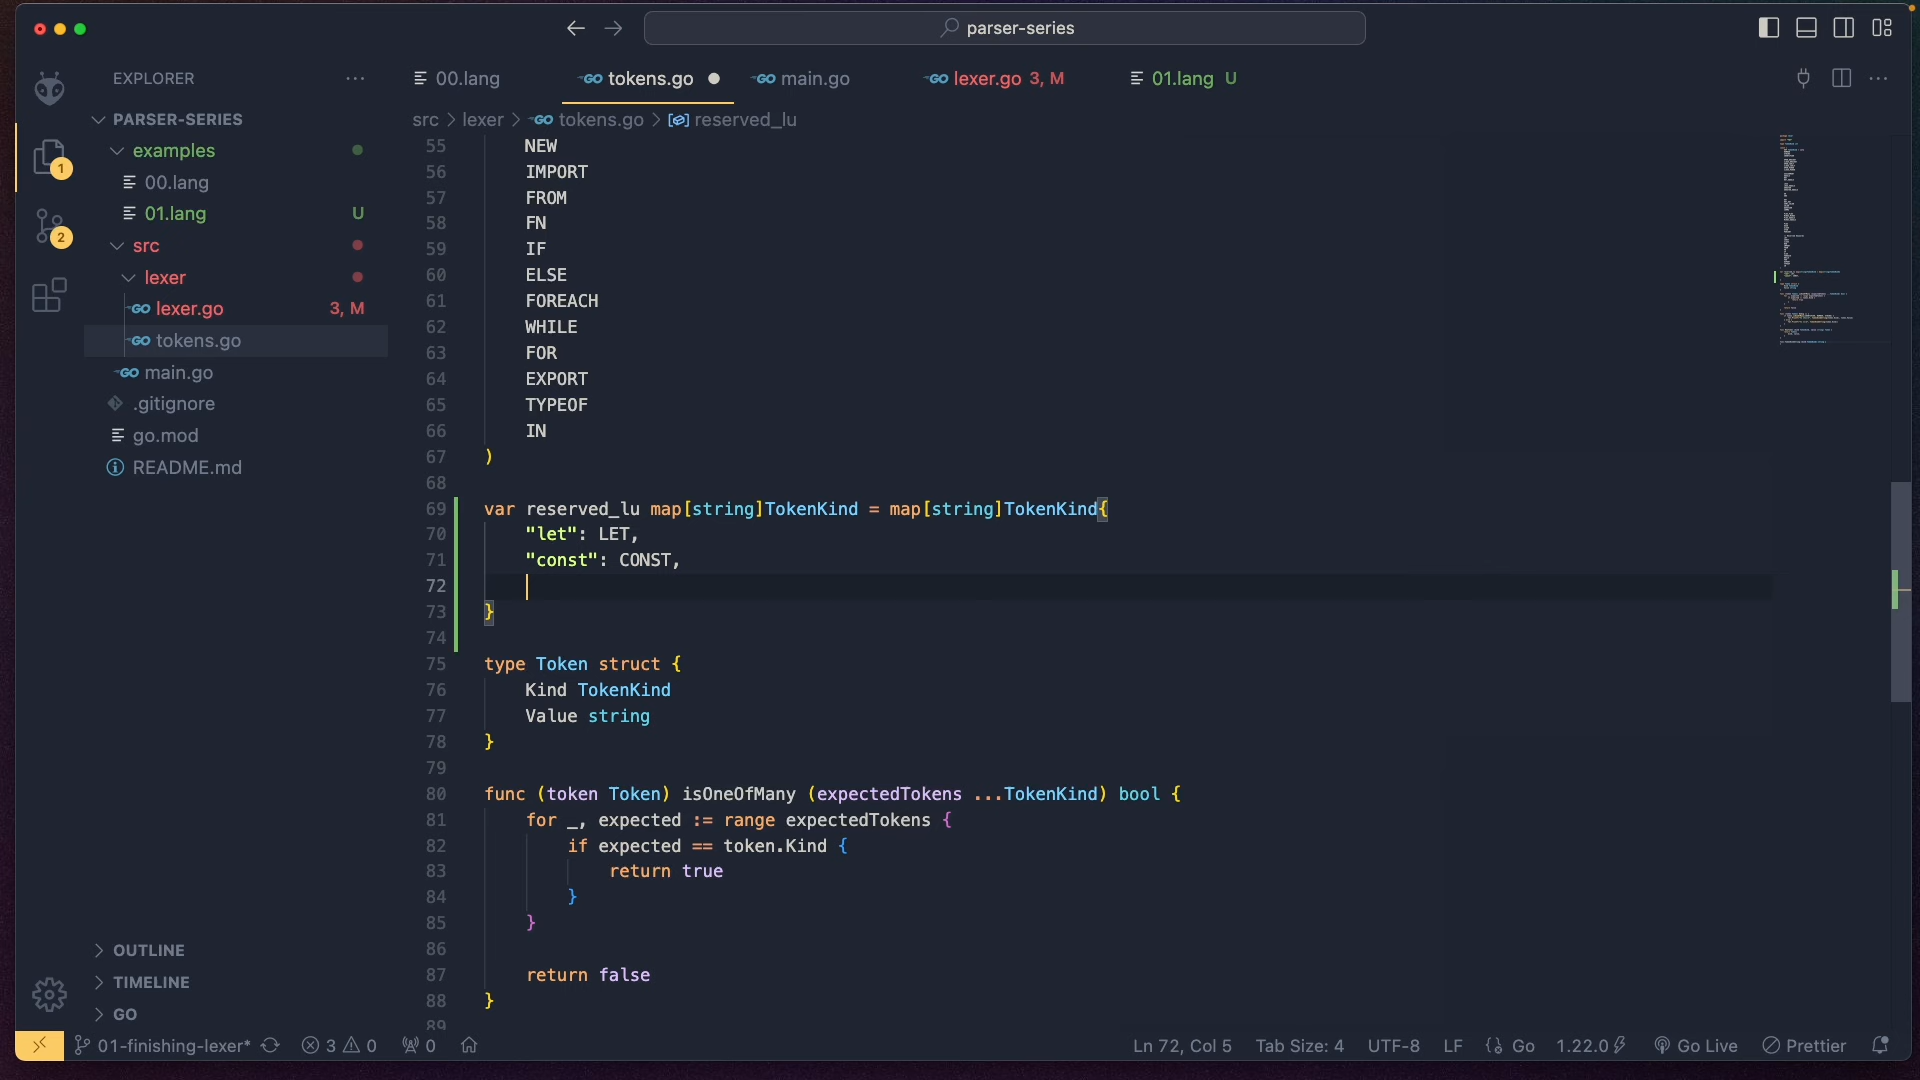 parser-series
EXPLORER
PARSER-SERIES
examples
00.lang
01.lang U
src
lexer
lexer.go 3, M
tokens.go
main.go
.gitignore
go.mod
README.md
OUTLINE
TIMELINE
GO
1
2
00.lang
GO tokens.go
GO main.go
GO lexer.go 3, M
01.lang U
src > lexer > GO tokens.go > reserved_lu
55 NEW
56 IMPORT
57 FROM
58 FN
59 IF
60 ELSE
61 FOREACH
62 WHILE
63 FOR
64 EXPORT
65 TYPEOF
66 IN
67 )
68
69 var reserved_lu map[string]TokenKind = map[string]TokenKind{
70 "let": LET,
71 "const": CONST,
72
73 }
74
75 type Token struct {
76 Kind TokenKind
77 Value string
78 }
79
80 func (token Token) isOneOfMany (expectedTokens ...TokenKind) bool {
81 for _, expected := range expectedTokens {
82 if expected == token.Kind {
83 return true
84 }
85 }
86
87 return false
88 }
89
01-finishing-lexer* 3 0 0 Ln 72, Col 5 Tab Size: 4 UTF-8 LF Go 1.22.0 Go Live Prettier